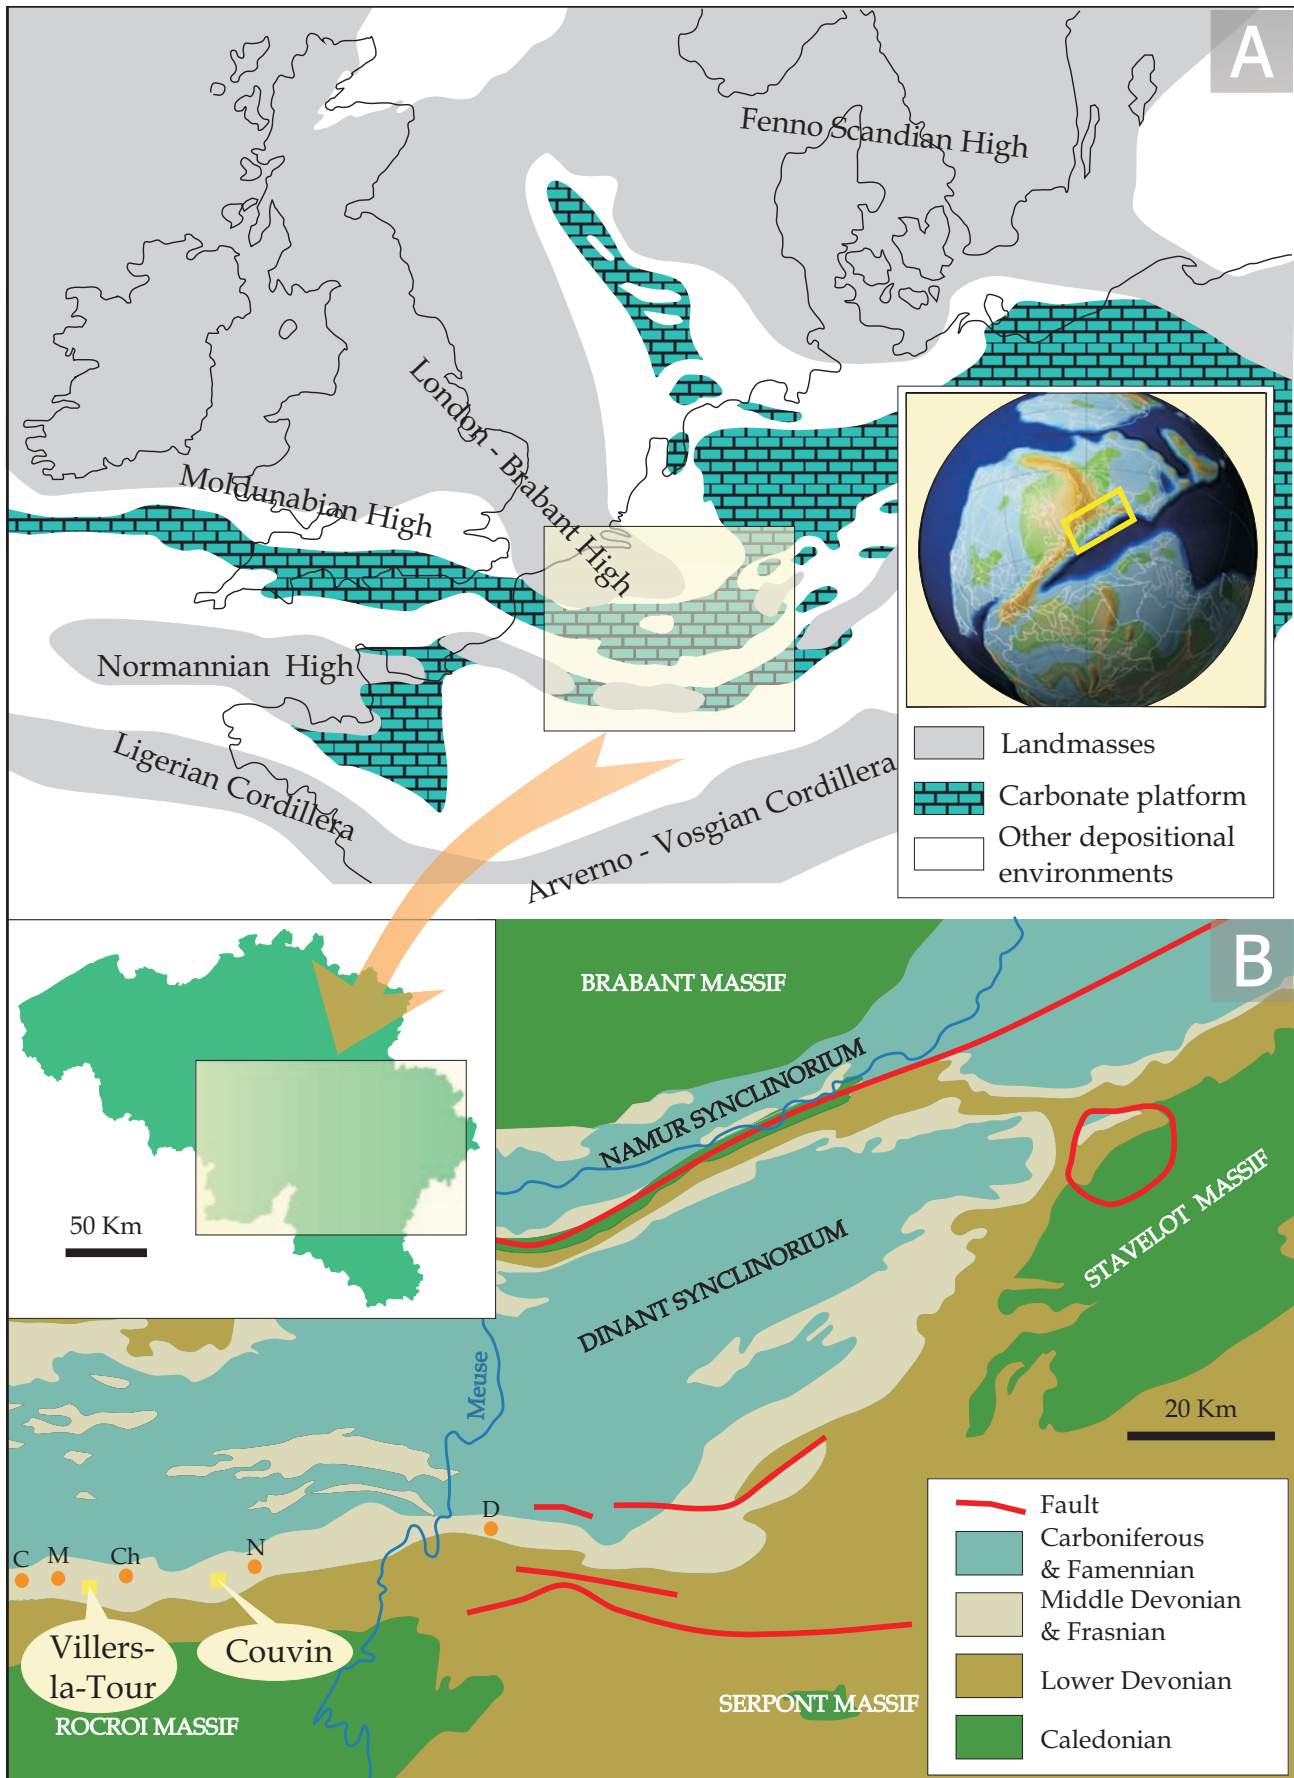 A
Fenno Scandian High
London - Brabant High
Moldunabian High
Normannian High
Ligerian Cordillera
Arverno - Vosgian Cordillera
Landmasses
Carbonate platform
Other depositional
environments
B
BRABANT MASSIF
NAMUR SYNCLINORIUM
DINANT SYNCLINORIUM
STAVELOT MASSIF
50 Km
Meuse
20 Km
D
N
Ch
M
C
Villers-
la-Tour
Couvin
ROCROI MASSIF
SERPONT MASSIF
Fault
Carboniferous
& Famennian
Middle Devonian
& Frasnian
Lower Devonian
Caledonian